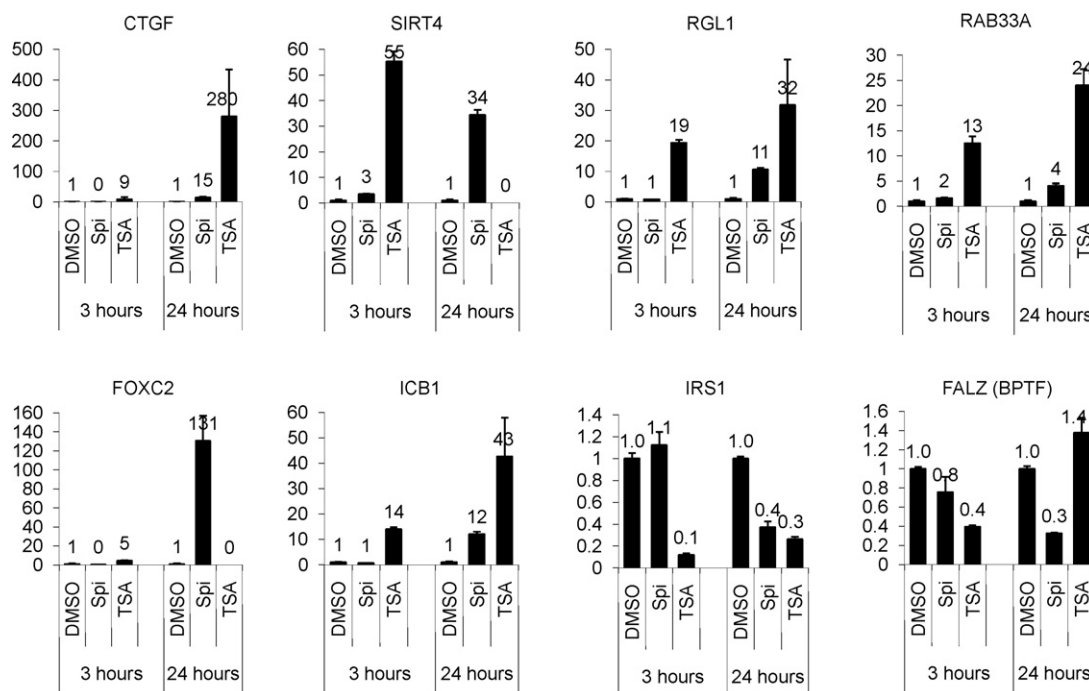 CTGF
500
400
300
200
100
0
1
0
9
1
15
280
DMSO
Spi
TSA
DMSO
Spi
TSA
3 hours
24 hours
SIRT4
60
50
40
30
20
10
0
1
3
55
1
34
0
DMSO
Spi
TSA
DMSO
Spi
TSA
3 hours
24 hours
RGL1
50
40
30
20
10
0
1
1
19
1
11
32
DMSO
Spi
TSA
DMSO
Spi
TSA
3 hours
24 hours
RAB33A
30
25
20
15
10
5
0
1
2
13
1
4
24
DMSO
Spi
TSA
DMSO
Spi
TSA
3 hours
24 hours
FOXC2
160
140
120
100
80
60
40
20
0
1
0
5
1
131
0
DMSO
Spi
TSA
DMSO
Spi
TSA
3 hours
24 hours
ICB1
60
50
40
30
20
10
0
1
1
14
1
12
43
DMSO
Spi
TSA
DMSO
Spi
TSA
3 hours
24 hours
IRS1
1.4
1.2
1
0.8
0.6
0.4
0.2
0
1.0
1.1
0.1
1.0
0.4
0.3
DMSO
Spi
TSA
DMSO
Spi
TSA
3 hours
24 hours
FALZ (BPTF)
1.6
1.4
1.2
1
0.8
0.6
0.4
0.2
0
1.0
0.8
0.4
1.0
0.3
1.4
DMSO
Spi
TSA
DMSO
Spi
TSA
3 hours
24 hours